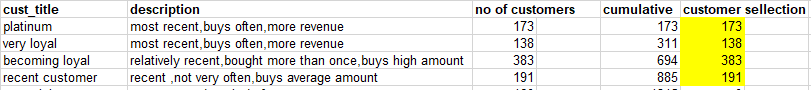 cust_title description no of customers cumulative customer sellection
platinum most recent,buys often,more revenue 173 173 173
very loyal most recent,buys often,more revenue 138 311 138
becoming loyal relatively recent,bought more than once,buys high amount 383 694 383
recent customer recent ,not very often,buys average amount 191 885 191